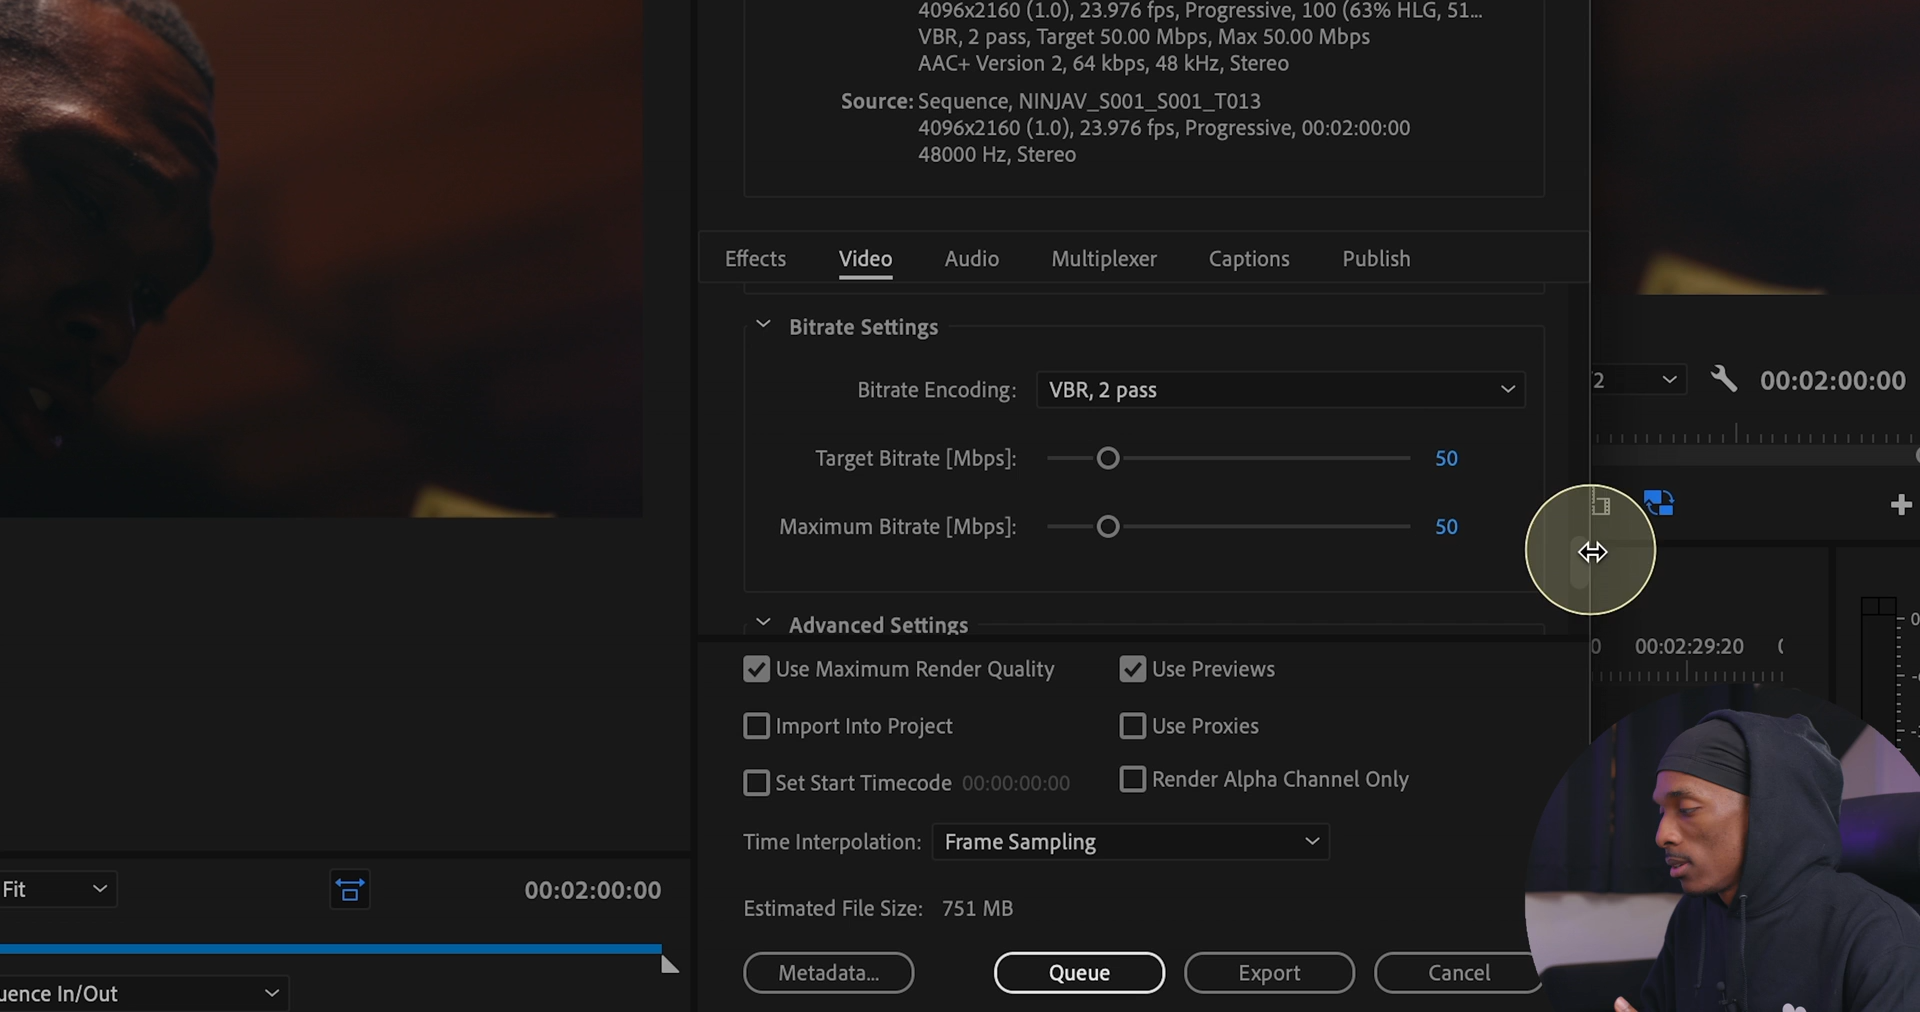 4096x2160 (1.0), 23.976 fps, Progressive, 100 (63% HLG, 51...
VBR, 2 pass, Target 50.00 Mbps, Max 50.00 Mbps
AAC+ Version 2, 64 kbps, 48 kHz, Stereo
Source: Sequence, NINJAV_S001_S001_T013
4096x2160 (1.0), 23.976 fps, Progressive, 00:02:00:00
48000 Hz, Stereo
Effects Video Audio Multiplexer Captions Publish
Bitrate Settings
Bitrate Encoding: VBR, 2 pass
/2 00:02:00:00
Target Bitrate [Mbps]: 50
Maximum Bitrate [Mbps]: 50
Advanced Settings
0 00:02:29:20
Use Maximum Render Quality Use Previews
Import Into Project Use Proxies
Set Start Timecode 00:00:00:00 Render Alpha Channel Only
Time Interpolation: Frame Sampling
Fit 00:02:00:00
Estimated File Size: 751 MB
Metadata... Queue Export Cancel
uence In/Out